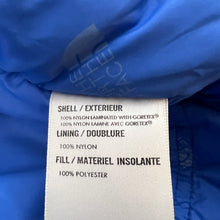 SHELL / EXTERIEUR
100% NYLON LAMINATED WITH GORETEX®
100% NYLON LAMINE AVEC GORETEX®
LINING / DOUBLURE
100% NYLON
FILL / MATERIEL INSOLANTE
100% POLYESTER